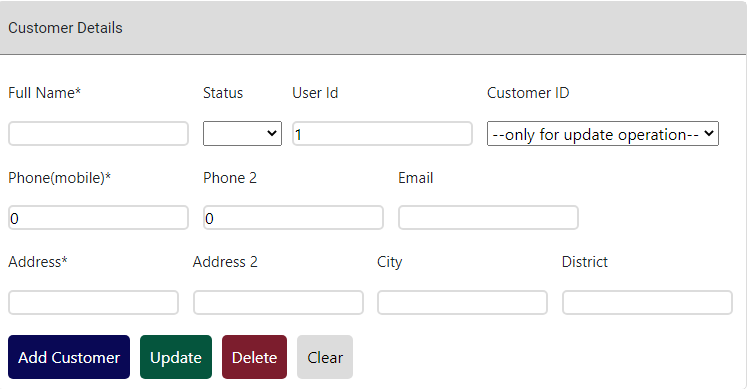 Customer Details
Full Name* Status User Id Customer ID
1 --only for update operation--
Phone(mobile)* Phone 2 Email
0 0
Address* Address 2 City District
Add Customer Update Delete Clear